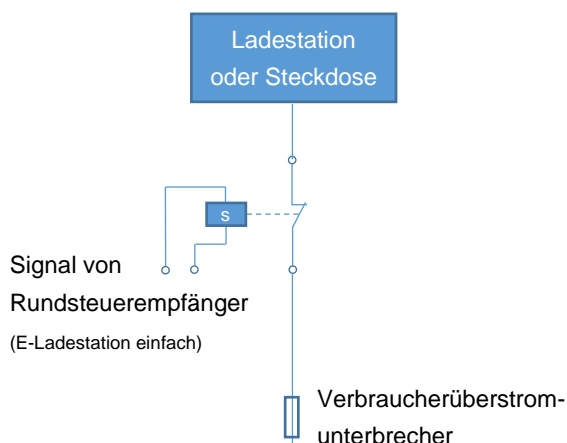 Ladestation
oder Steckdose
s
Signal von
Rundsteuerempfänger
(E-Ladestation einfach)
Verbraucherüberstrom-
unterbrecher